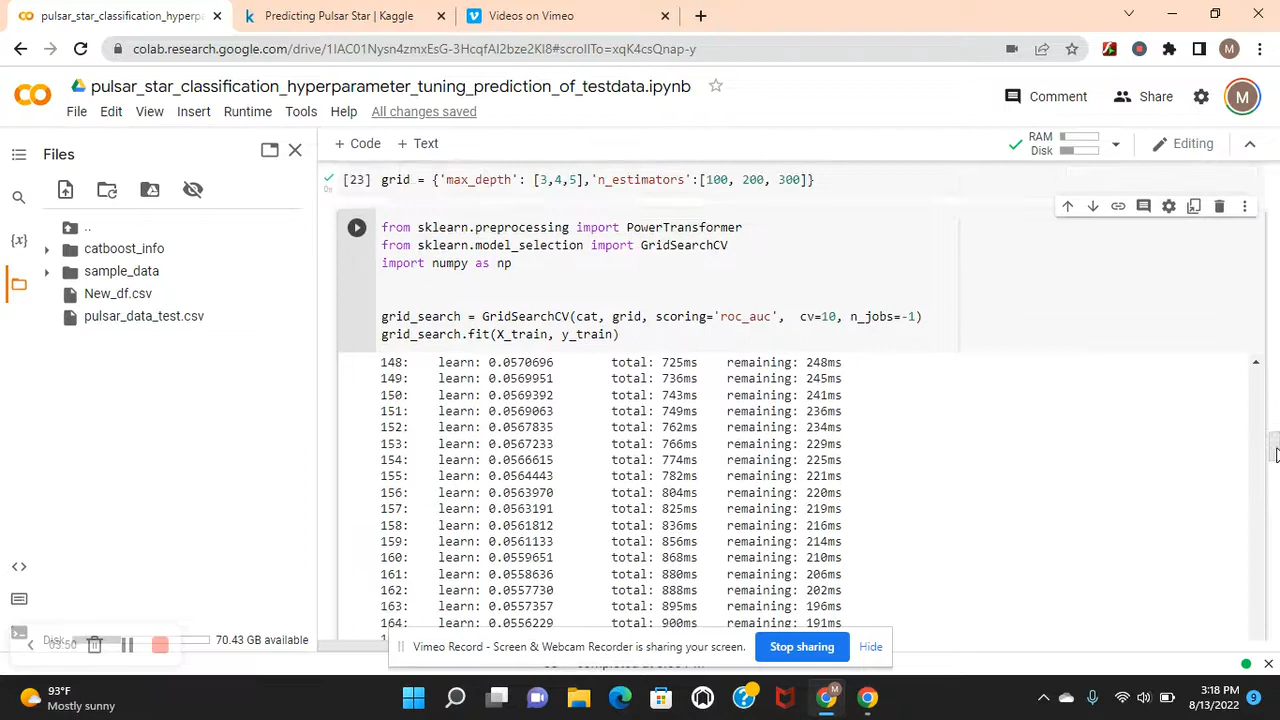 pulsar_star_classification_hyperpa
Predicting Pulsar Star | Kaggle
Videos on Vimeo
colab.research.google.com/drive/1IAC01Nysn4zmxEsG-3HcqfAI2bze2KI8#scrollTo=xqK4csQnap-y
pulsar_star_classification_hyperparameter_tuning_prediction_of_testdata.ipynb
Comment
Share
M
File Edit View Insert Runtime Tools Help All changes saved
Files
+ Code + Text
RAM
Disk
Editing
[23] grid = {'max_depth': [3,4,5],'n_estimators':[100, 200, 300]}
0s
..
catboost_info
sample_data
New_df.csv
pulsar_data_test.csv
from sklearn.preprocessing import PowerTransformer
from sklearn.model_selection import GridSearchCV
import numpy as np
grid_search = GridSearchCV(cat, grid, scoring='roc_auc', cv=10, n_jobs=-1)
grid_search.fit(X_train, y_train)
148: learn: 0.0570696 total: 725ms remaining: 248ms
149: learn: 0.0569951 total: 736ms remaining: 245ms
150: learn: 0.0569392 total: 743ms remaining: 241ms
151: learn: 0.0569063 total: 749ms remaining: 236ms
152: learn: 0.0567835 total: 762ms remaining: 234ms
153: learn: 0.0567233 total: 766ms remaining: 229ms
154: learn: 0.0566615 total: 774ms remaining: 225ms
155: learn: 0.0564443 total: 782ms remaining: 221ms
156: learn: 0.0563970 total: 804ms remaining: 220ms
157: learn: 0.0563191 total: 825ms remaining: 219ms
158: learn: 0.0561812 total: 836ms remaining: 216ms
159: learn: 0.0561133 total: 856ms remaining: 214ms
160: learn: 0.0559651 total: 868ms remaining: 210ms
161: learn: 0.0558636 total: 880ms remaining: 206ms
162: learn: 0.0557730 total: 888ms remaining: 202ms
163: learn: 0.0557357 total: 895ms remaining: 196ms
164: learn: 0.0556229 total: 900ms remaining: 191ms
Disk 70.43 GB available
03:50
Vimeo Record - Screen & Webcam Recorder is sharing your screen. Stop sharing Hide
93°F
Mostly sunny
3:18 PM
8/13/2022
9